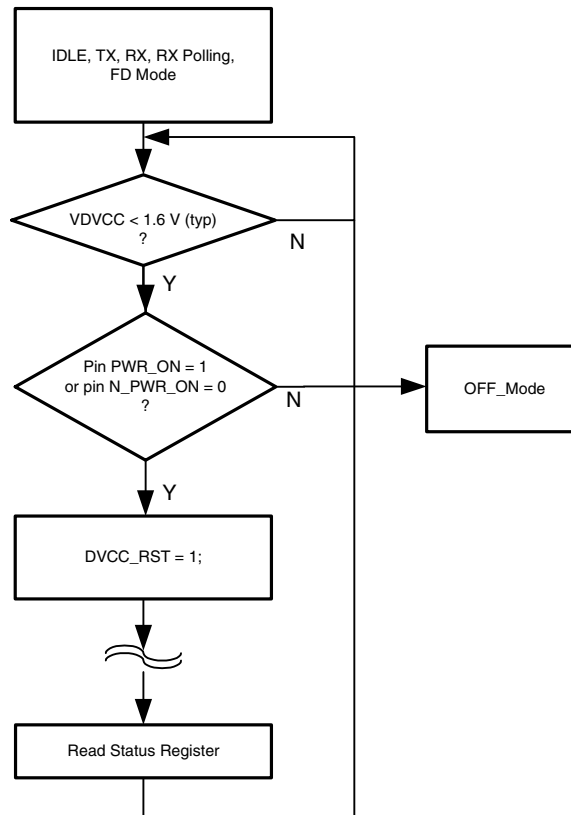 IDLE, TX, RX, RX Polling,
FD Mode
VDVCC < 1.6 V (typ)
?
N
Y
Pin PWR_ON = 1
or pin N_PWR_ON = 0
?
N
OFF_Mode
Y
DVCC_RST = 1;
Read Status Register